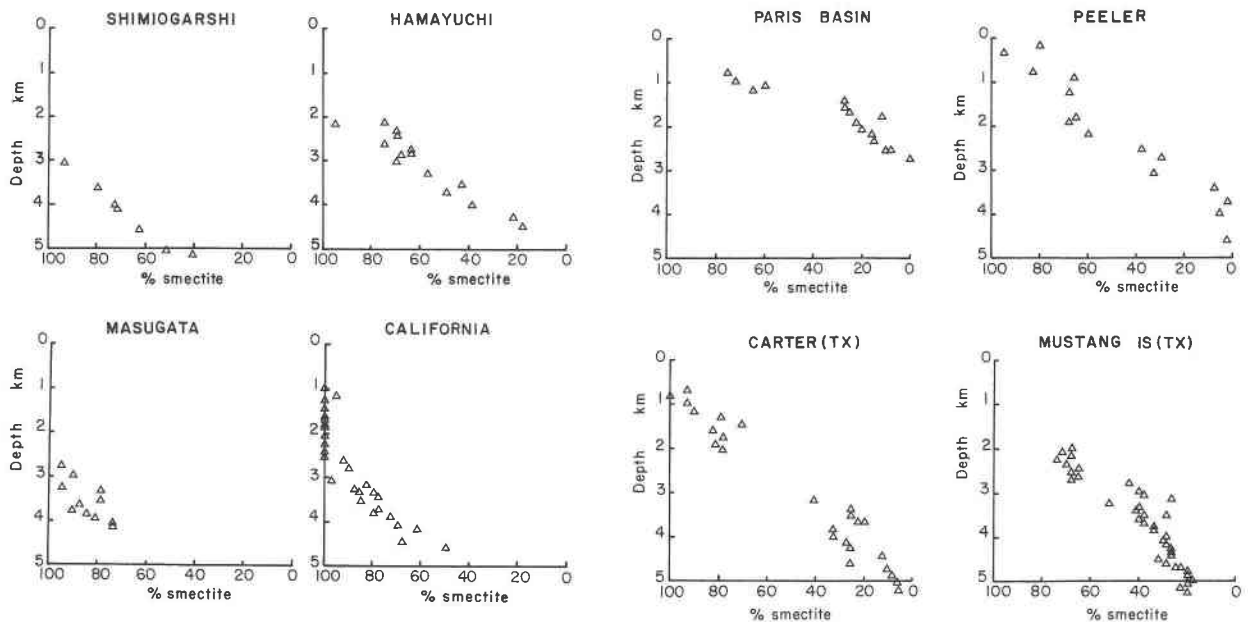 SHIMIOGARSHI
0
1
2
3
4
5
Depth km
100 80 60 40 20 0
% smectite
HAMAYUCHI
0
1
2
3
4
5
100 80 60 40 20 0
% smectite
PARIS BASIN
0
1
2
3
4
5
Depth km
100 80 60 40 20 0
% smectite
PEELER
0
1
2
3
4
5
Depth km
100 80 60 40 20 0
% smectite
MASUGATA
0
1
2
3
4
5
Depth km
100 80 60 40 20 0
% smectite
CALIFORNIA
0
1
2
3
4
5
100 80 60 40 20 0
% smectite
CARTER (TX)
0
1
2
3
4
5
Depth km
100 80 60 40 20 0
% smectite
MUSTANG IS (TX)
0
1
2
3
4
5
Depth km
100 80 60 40 20 0
% smectite